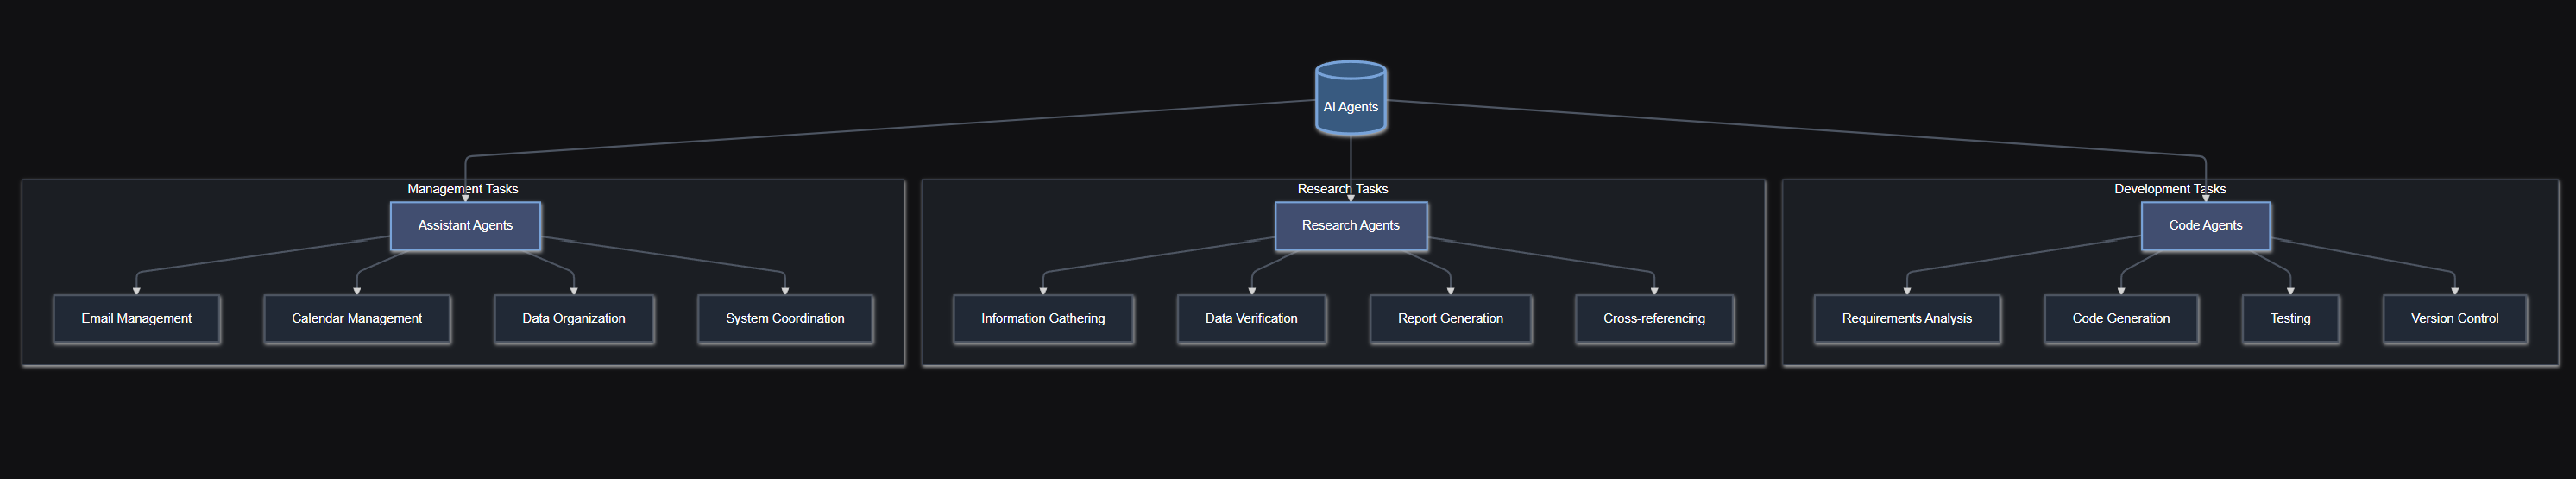 AI Agents
Management Tasks
Research Tasks
Development Tasks
Assistant Agents
Research Agents
Code Agents
Email Management
Calendar Management
Data Organization
System Coordination
Information Gathering
Data Verification
Report Generation
Cross-referencing
Requirements Analysis
Code Generation
Testing
Version Control